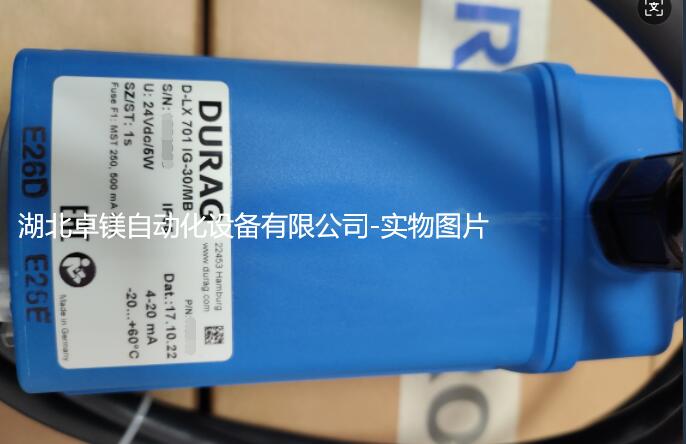 DURAG
22453 Hamburg
www.durag.com
D-LX 701 IG-30/MB
P/N:
S/N:
Dat.: 17.10.22
U: 24Vdc/5W
4-20 mA
SZ/ST: 1s
-20...+60°C
Fuse F1: MST 250, 500 mA
Made in Germany
E26D
E26E
湖北卓镁自动化设备有限公司-实物图片